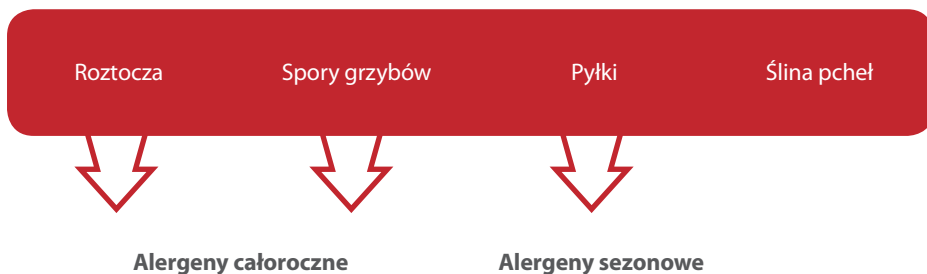 Roztocza Spory grzybów Pyłki Ślina pcheł
Alergeny całoroczne Alergeny sezonowe